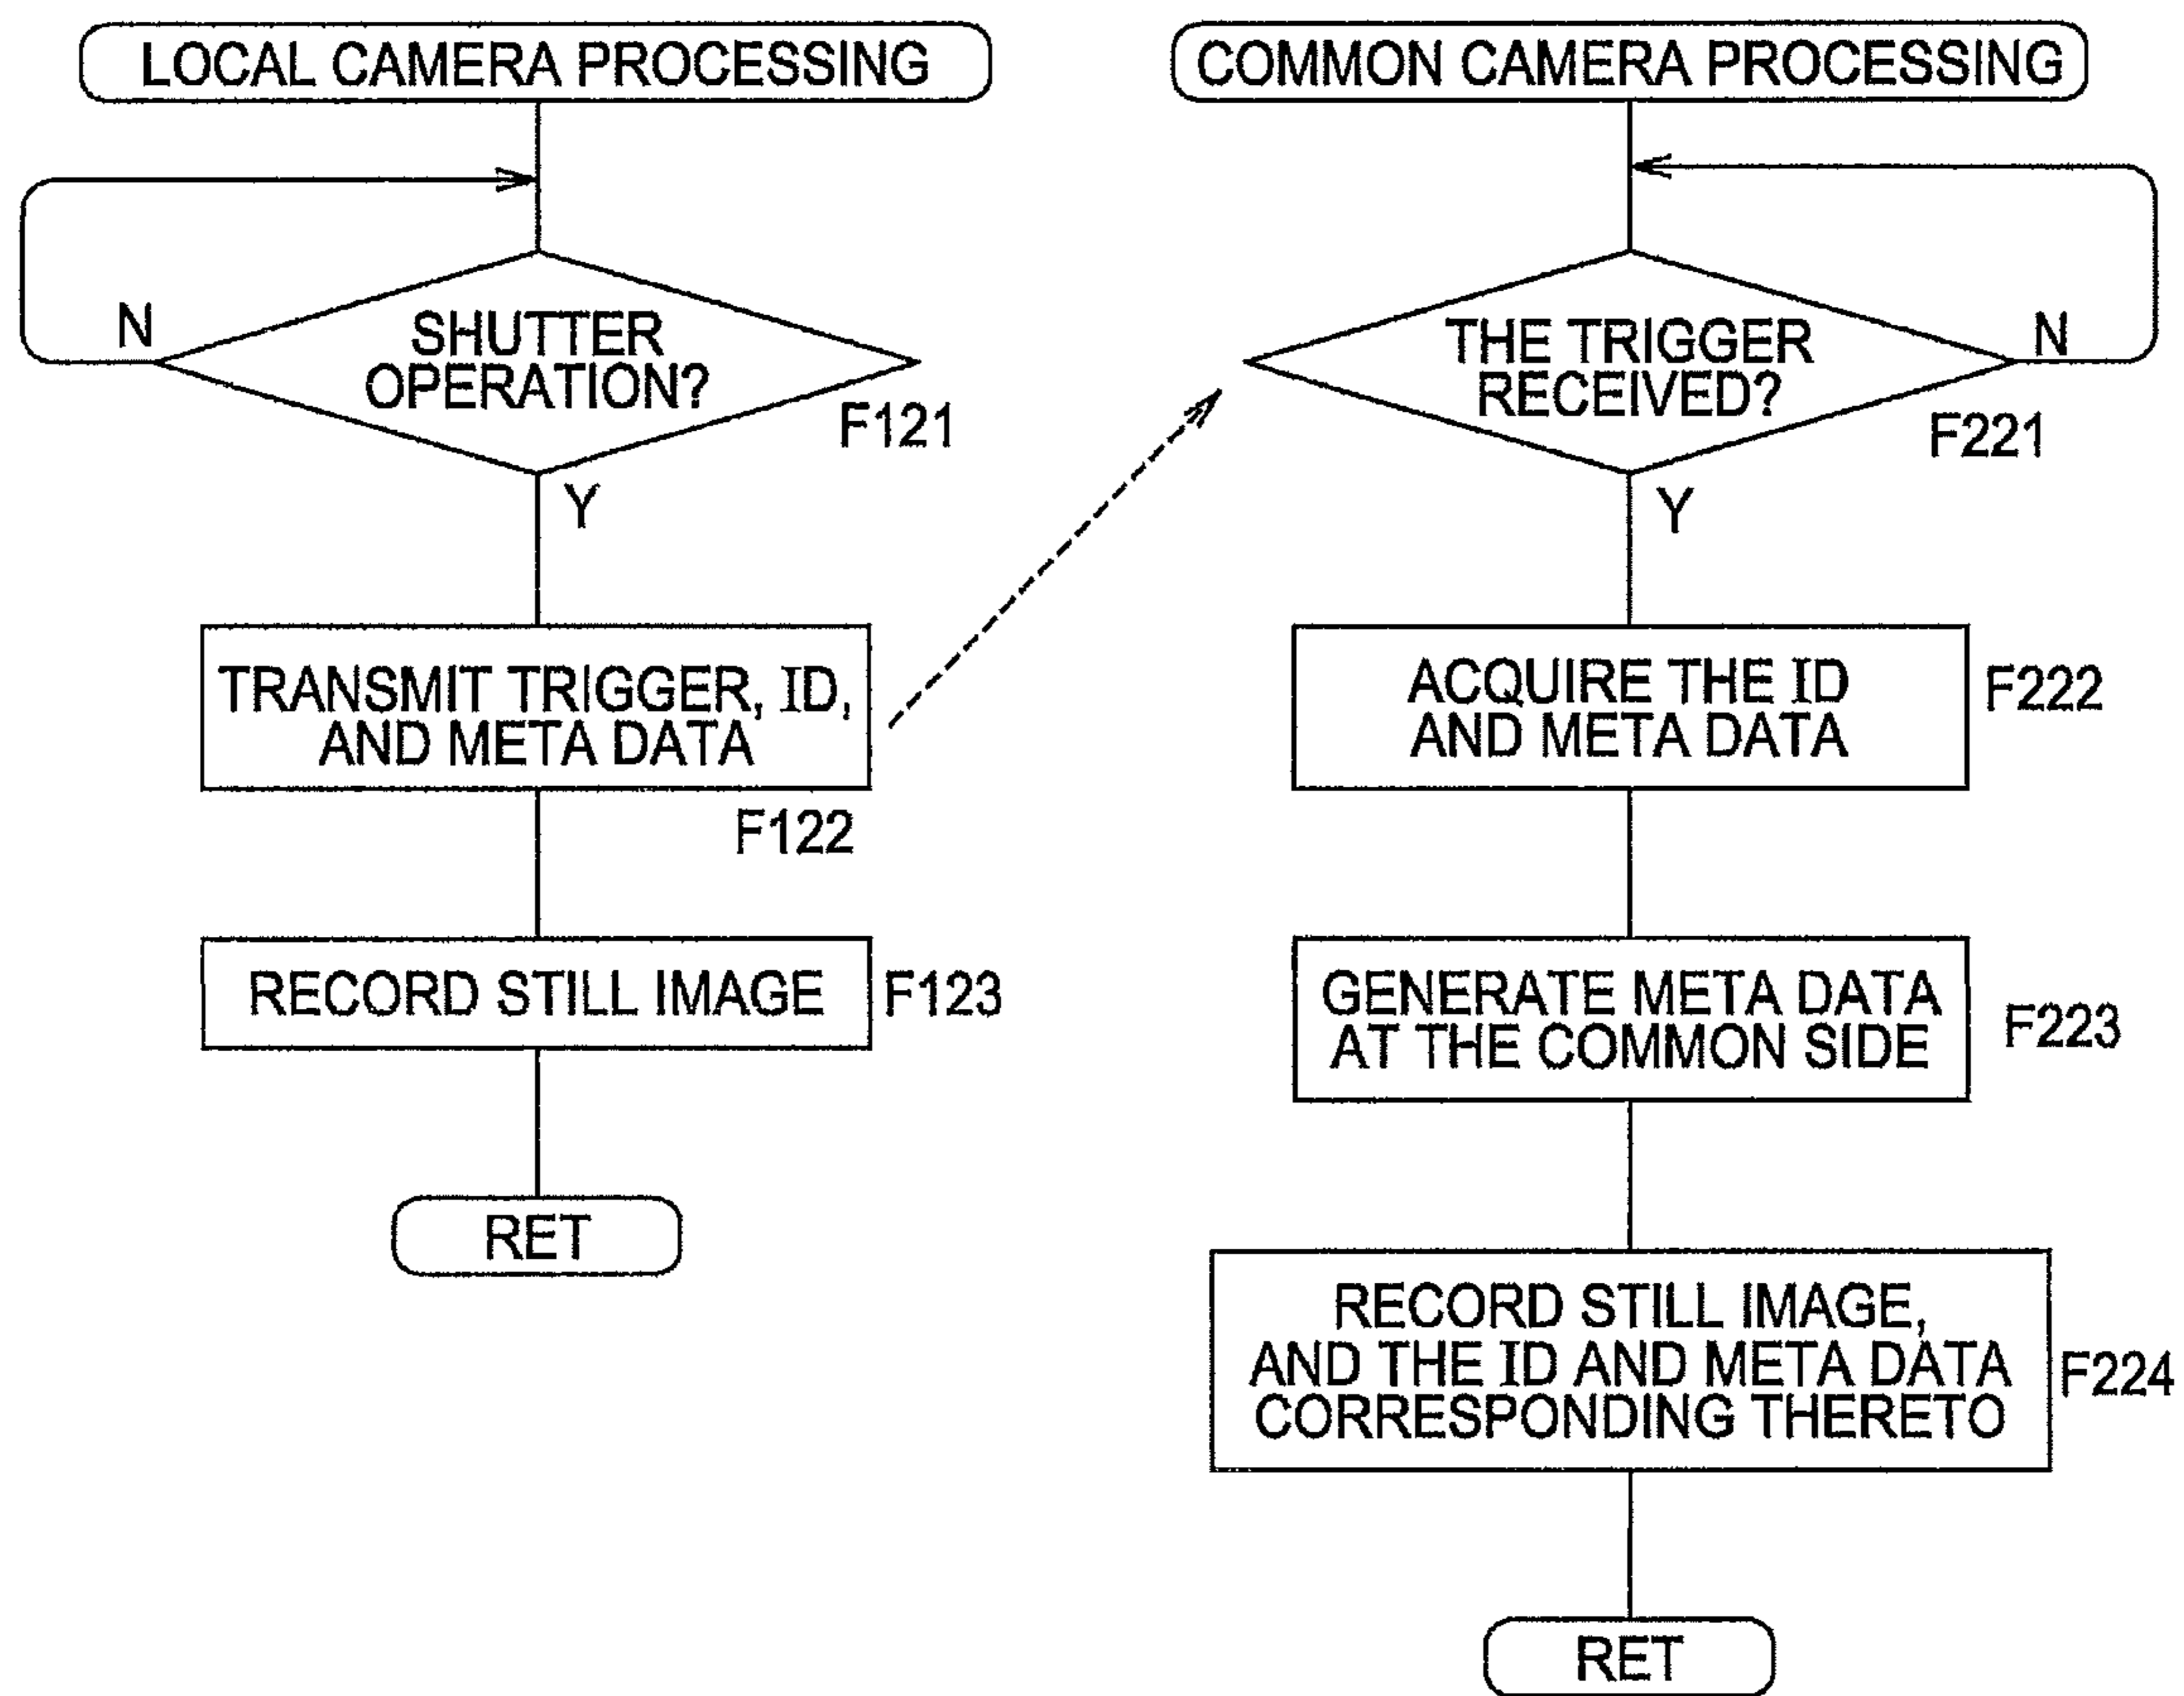 LOCAL CAMERA PROCESSING
N
SHUTTER
OPERATION?
F121
Y
TRANSMIT TRIGGER, ID,
AND META DATA
F122
RECORD STILL IMAGE
F123
RET
COMMON CAMERA PROCESSING
THE TRIGGER
RECEIVED?
N
F221
Y
ACQUIRE THE ID
AND META DATA
F222
GENERATE META DATA
AT THE COMMON SIDE
F223
RECORD STILL IMAGE,
AND THE ID AND META DATA
CORRESPONDING THERETO
F224
RET